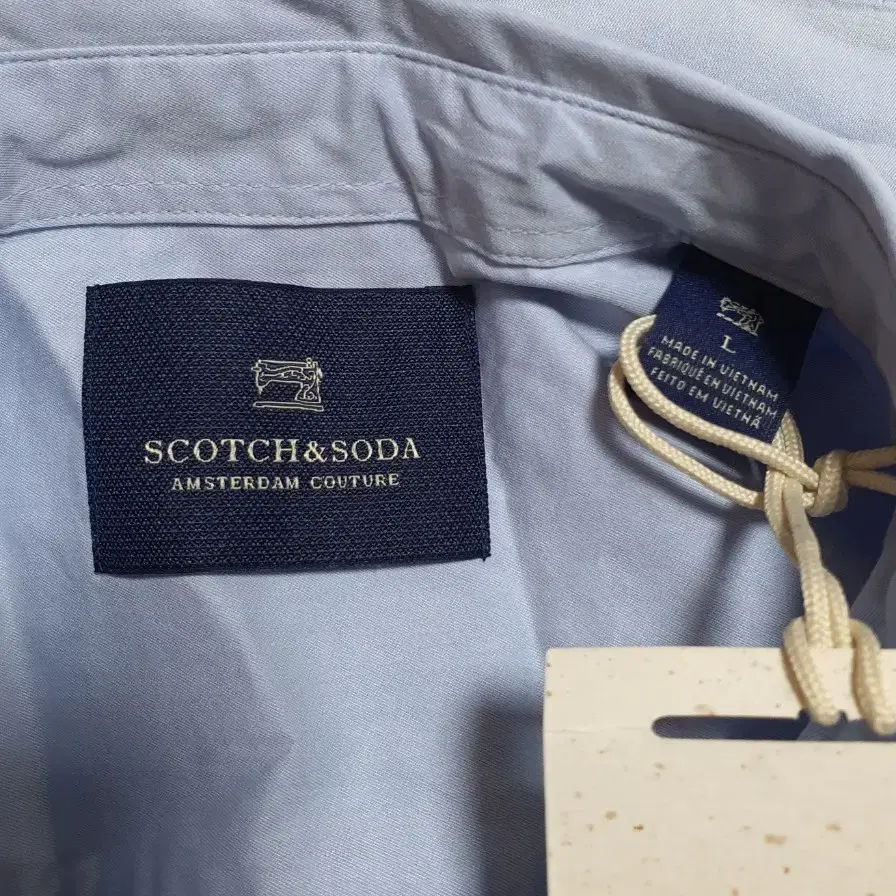 SCOTCH&SODA
AMSTERDAM COUTURE
L
MADE IN VIETNAM
FABRIQUÉ EN VIETNAM
FEITO EM VIETNÃ